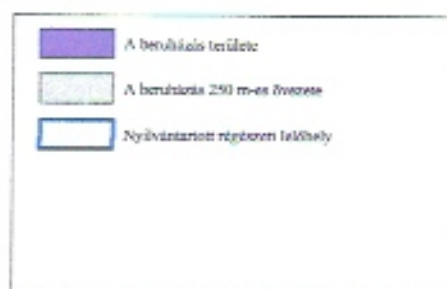 A beruházás területe
A beruházás 250 m-es övezete
Nyilvántartott régészeti lelőhely